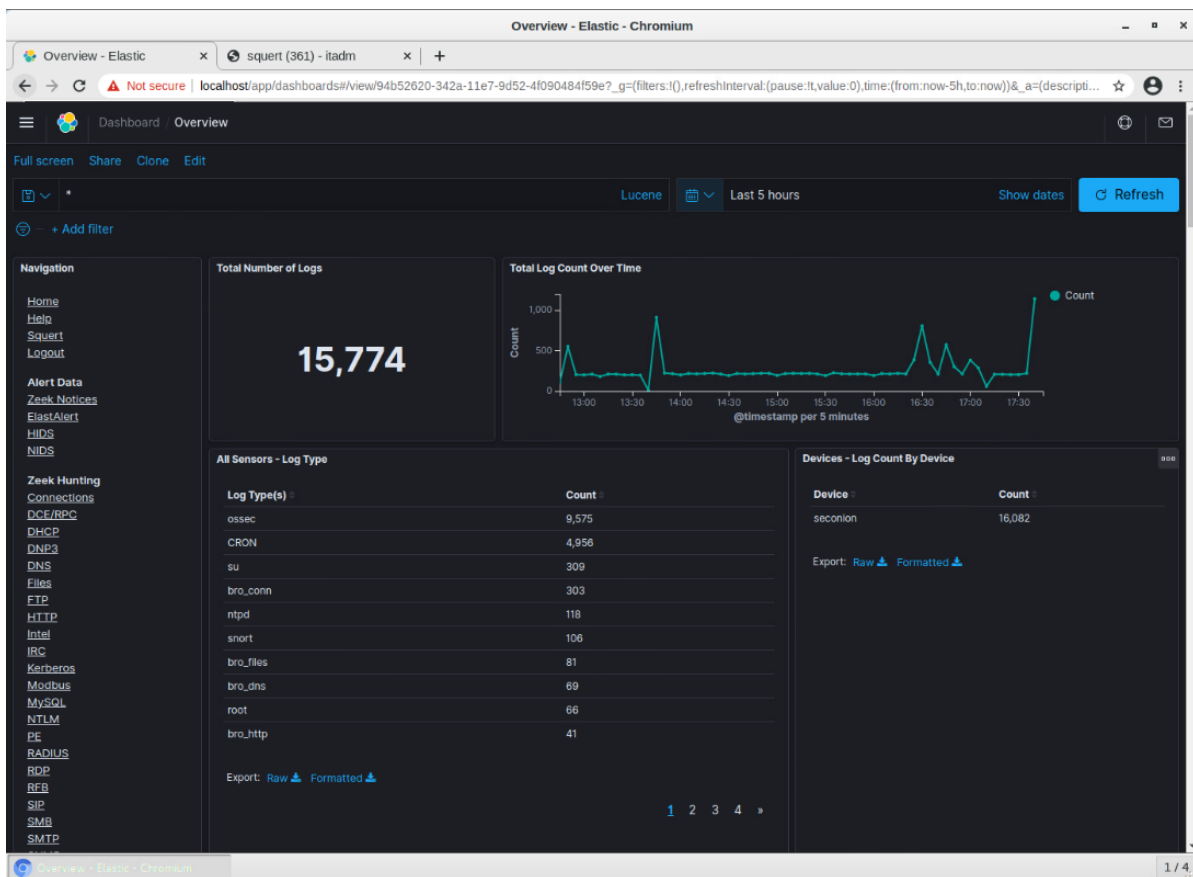 Overview - Elastic - Chromium
Overview - Elastic
squert (361) - itadm
Not secure
localhost/app/dashboards#/view/94b52620-342a-11e7-9d52-4f090484f59e?_g=(filters:!(),refreshInterval:(pause:!t,value:0),time:(from:now-5h,to:now))&_a=(descripti...
Dashboard / Overview
Full screen Share Clone Edit
* Lucene Last 5 hours Show dates Refresh
+ Add filter
Navigation
Home
Help
Squert
Logout
Alert Data
Zeek Notices
ElastAlert
HIDS
NIDS
Zeek Hunting
Connections
DCE/RPC
DHCP
DNP3
DNS
Files
FTP
HTTP
Intel
IRC
Kerberos
Modbus
MySQL
NTLM
PE
RADIUS
RDP
RFB
SIP
SMB
SMTP
Total Number of Logs
15,774
Total Log Count Over Time
Count
1,000
500
0
13:00 13:30 14:00 14:30 15:00 15:30 16:00 16:30 17:00 17:30
@timestamp per 5 minutes
Count
All Sensors - Log Type
Log Type(s) Count
ossec 9,575
CRON 4,956
su 309
bro_conn 303
ntpd 118
snort 106
bro_files 81
bro_dns 69
root 66
bro_http 41
Export: Raw Formatted
1 2 3 4 »
Devices - Log Count By Device
Device Count
seconion 16,082
Export: Raw Formatted
Overview - Elastic - Chromium
1 / 4